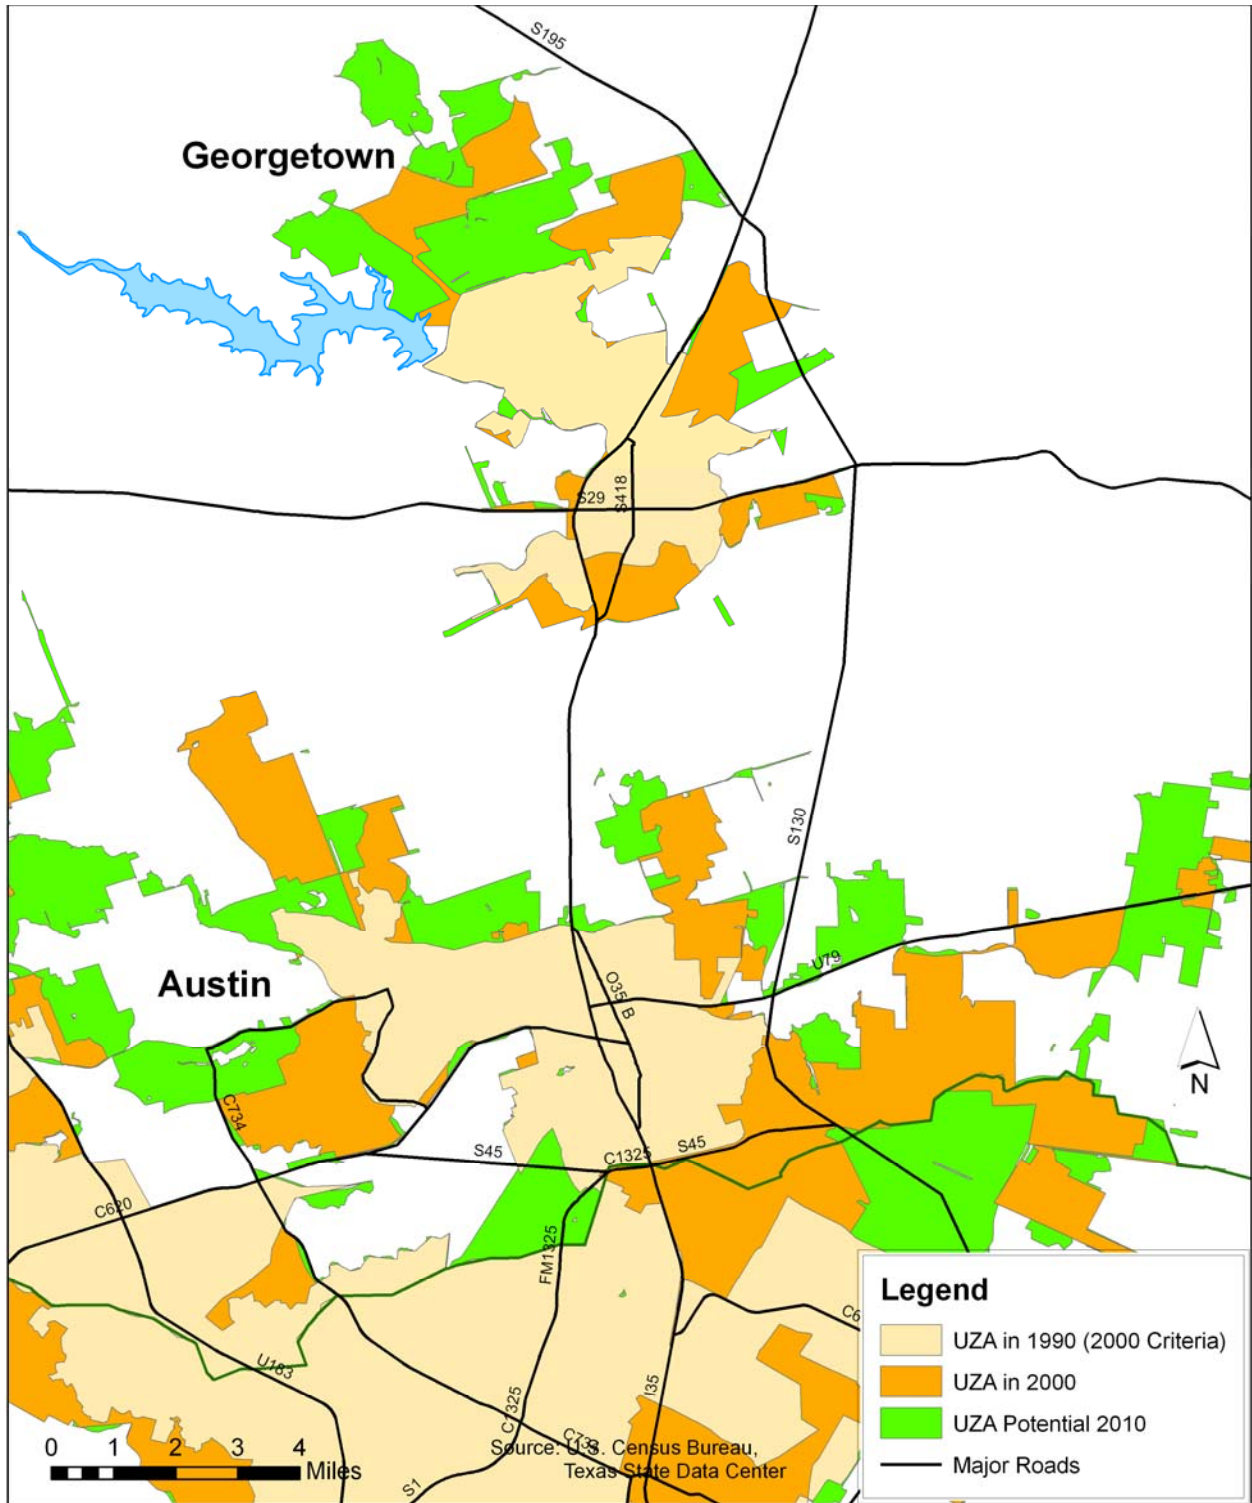 S195
Georgetown
S29
S418
S130
U79
Austin
O35 B
N
C734
S45
C1325
S45
C620
FM1325
Legend
UZA in 1990 (2000 Criteria)
UZA in 2000
UZA Potential 2010
Major Roads
C6
U183
I35
C1325
C734
S1
0 1 2 3 4
Miles
Source: U.S. Census Bureau,
Texas State Data Center